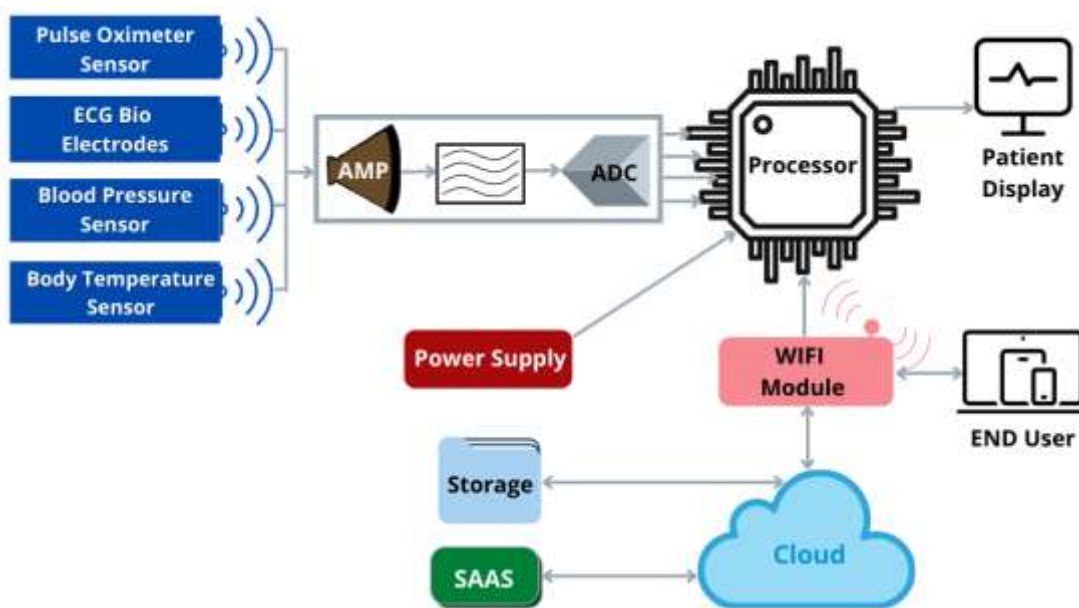 Pulse Oximeter
Sensor
ECG Bio
Electrodes
Blood Pressure
Sensor
Body Temperature
Sensor
AMP
ADC
Processor
Patient
Display
Power Supply
WIFI
Module
END User
Storage
Cloud
SAAS